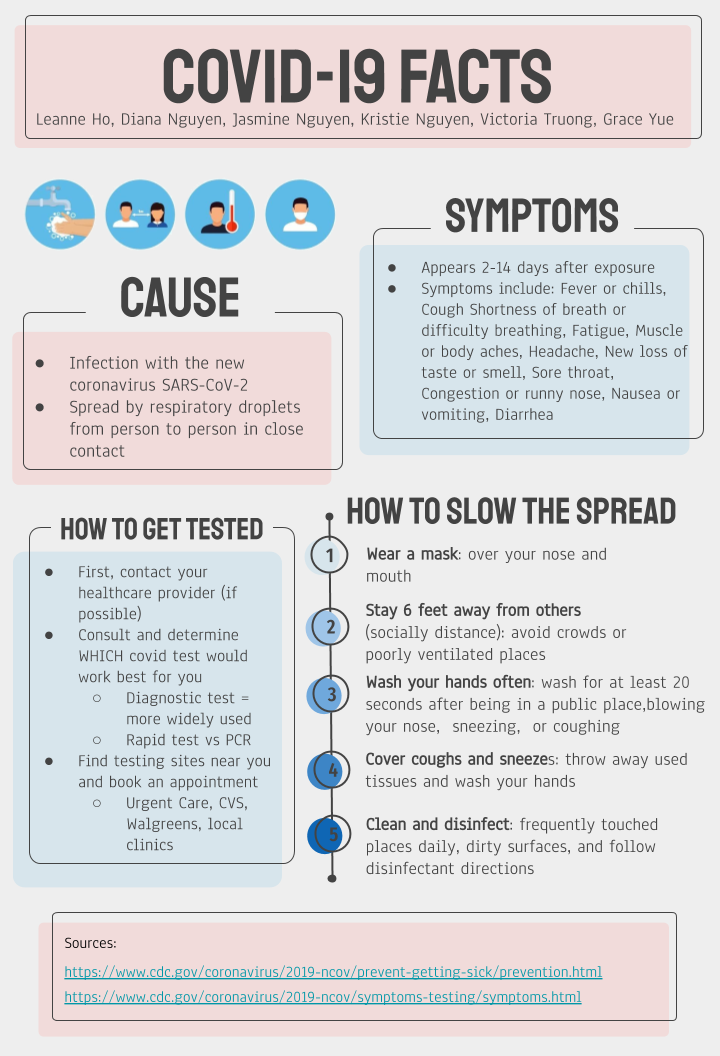 COVID-19 FACTS
Leanne Ho, Diana Nguyen, Jasmine Nguyen, Kristie Nguyen, Victoria Truong, Grace Yue
CAUSE
● Infection with the new
coronavirus SARS-CoV-2
● Spread by respiratory droplets
from person to person in close
contact
SYMPTOMS
● Appears 2-14 days after exposure
● Symptoms include: Fever or chills,
Cough Shortness of breath or
difficulty breathing, Fatigue, Muscle
or body aches, Headache, New loss of
taste or smell, Sore throat,
Congestion or runny nose, Nausea or
vomiting, Diarrhea
HOW TO GET TESTED
● First, contact your
healthcare provider (if
possible)
● Consult and determine
WHICH covid test would
work best for you
○ Diagnostic test =
more widely used
○ Rapid test vs PCR
● Find testing sites near you
and book an appointment
○ Urgent Care, CVS,
Walgreens, local
clinics
HOW TO SLOW THE SPREAD
1 Wear a mask: over your nose and
mouth
2 Stay 6 feet away from others
(socially distance): avoid crowds or
poorly ventilated places
3 Wash your hands often: wash for at least 20
seconds after being in a public place,blowing
your nose, sneezing, or coughing
4 Cover coughs and sneezes: throw away used
tissues and wash your hands
5 Clean and disinfect: frequently touched
places daily, dirty surfaces, and follow
disinfectant directions
Sources:
https://www.cdc.gov/coronavirus/2019-ncov/prevent-getting-sick/prevention.html
https://www.cdc.gov/coronavirus/2019-ncov/symptoms-testing/symptoms.html